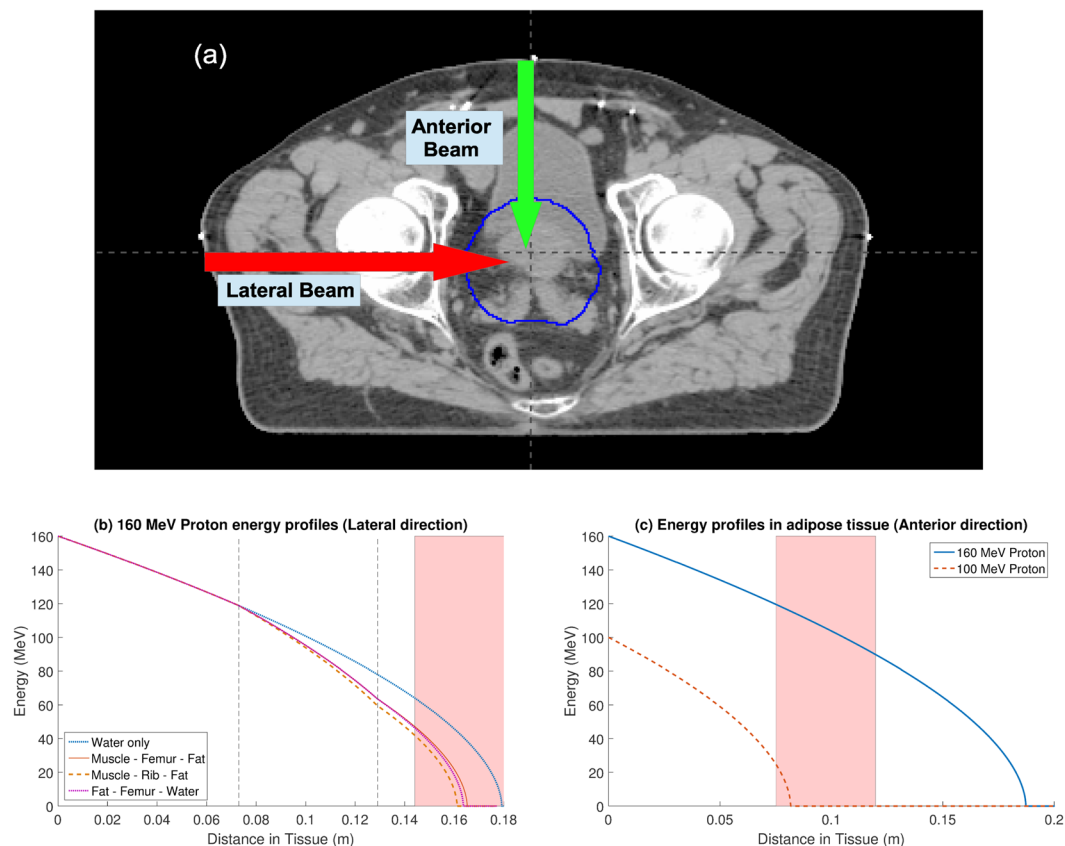 (a)
Anterior
Beam
Lateral Beam
(b) 160 MeV Proton energy profiles (Lateral direction)
160
140
120
100
80
60
40
20
0
Energy (MeV)
Water only
Muscle - Femur - Fat
Muscle - Rib - Fat
Fat - Femur - Water
0 0.02 0.04 0.06 0.08 0.10 0.12 0.14 0.16 0.18
Distance in Tissue (m)
(c) Energy profiles in adipose tissue (Anterior direction)
160
140
120
100
80
60
40
20
0
Energy (MeV)
160 MeV Proton
100 MeV Proton
0 0.05 0.1 0.15 0.2
Distance in Tissue (m)